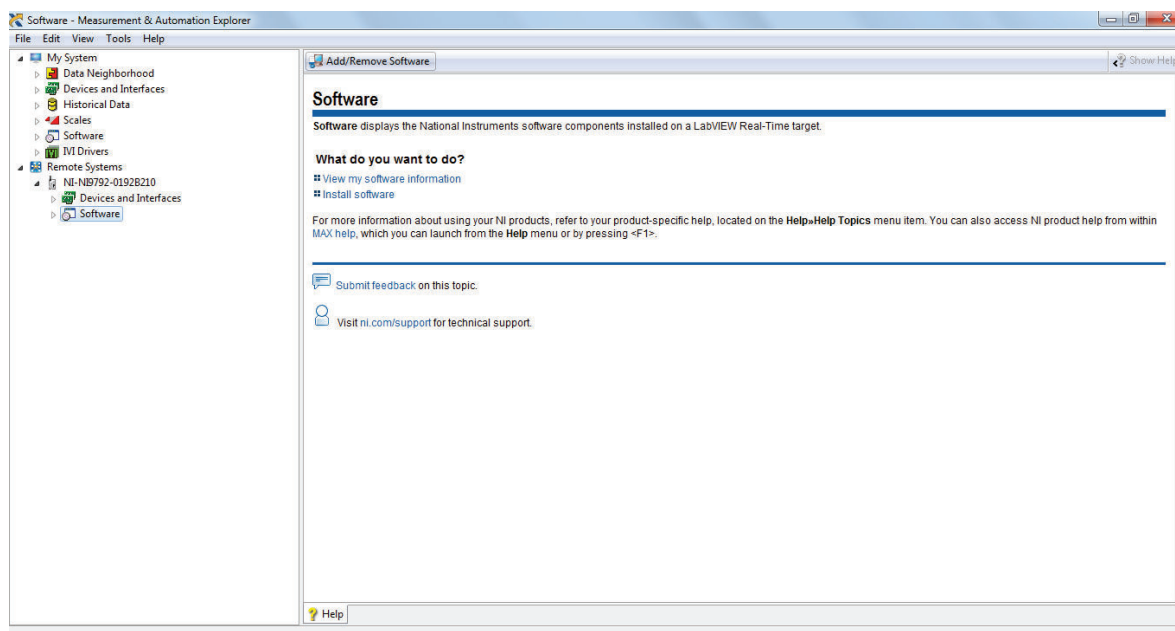 Software - Measurement & Automation Explorer
File Edit View Tools Help
My System
Data Neighborhood
Devices and Interfaces
Historical Data
Scales
Software
IVI Drivers
Remote Systems
NI-NI9792-0192B210
Devices and Interfaces
Software
Add/Remove Software
Show Help
Software
Software displays the National Instruments software components installed on a LabVIEW Real-Time target.
What do you want to do?
View my software information
Install software
For more information about using your NI products, refer to your product-specific help, located on the Help»Help Topics menu item. You can also access NI product help from within
MAX help, which you can launch from the Help menu or by pressing <F1>.
Submit feedback on this topic.
Visit ni.com/support for technical support.
Help